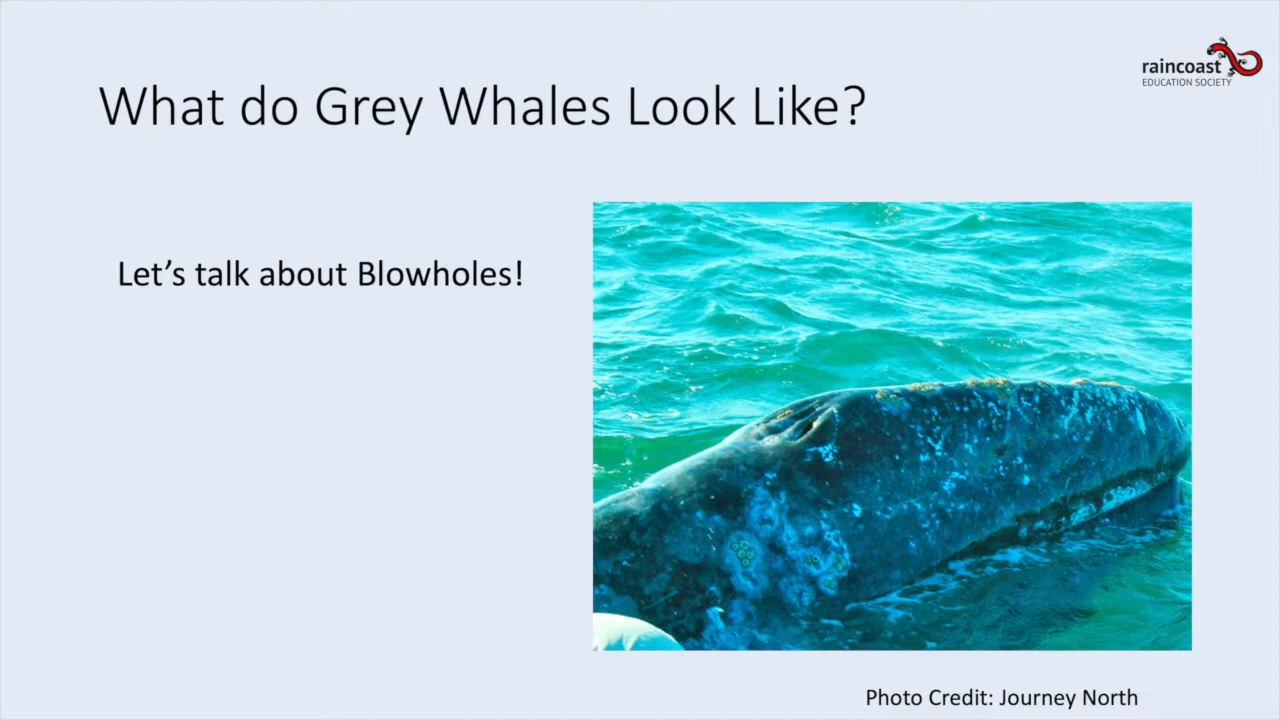 raincoast
EDUCATION SOCIETY
What do Grey Whales Look Like?
Let’s talk about Blowholes!
Photo Credit: Journey North